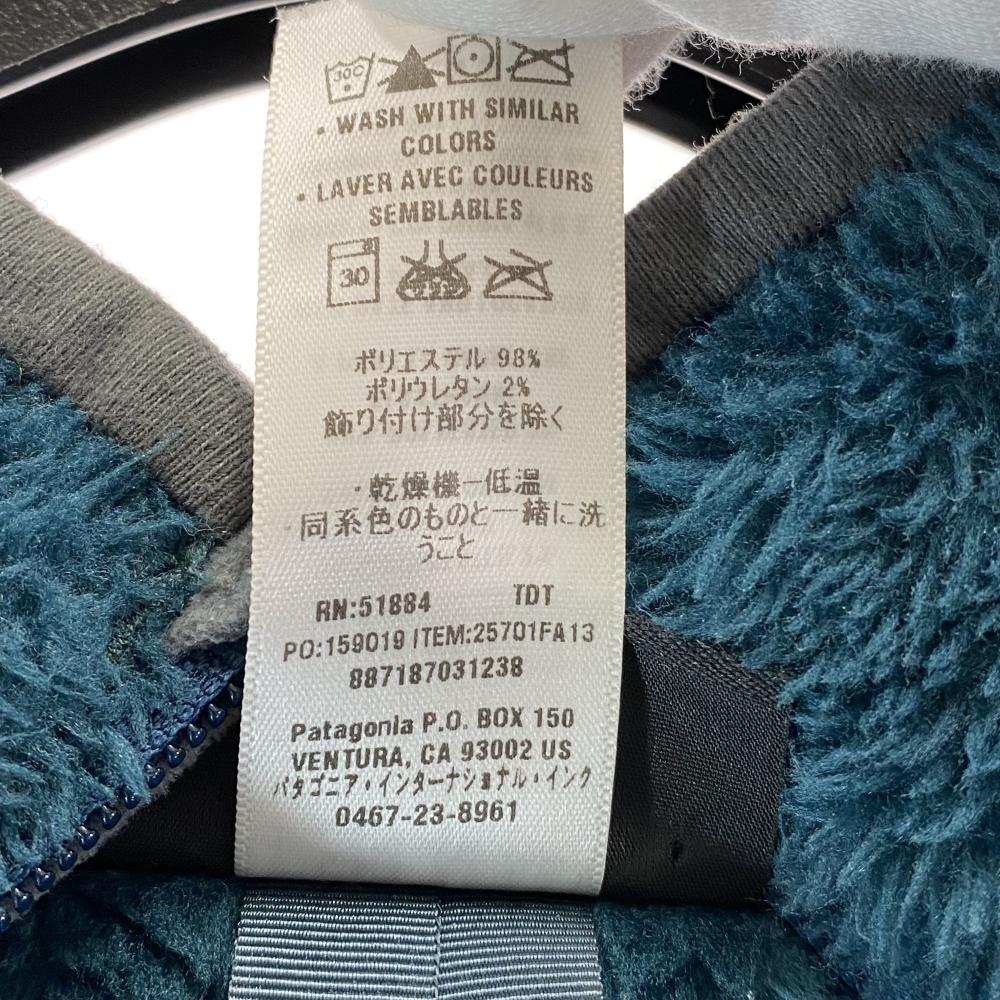 30C
• WASH WITH SIMILAR
COLORS
• LAVER AVEC COULEURS
SEMBLABLES
30
ポリエステル 98%
ポリウレタン 2%
飾り付け部分を除く
・乾燥機一低温
同系色のものと一緒に洗
うこと
RN:51884 TDT
PO:159019 ITEM:25701FA13
887187031238
Patagonia P.O. BOX 150
VENTURA, CA 93002 US
パタゴニア・インターナショナル・インク
0467-23-8961